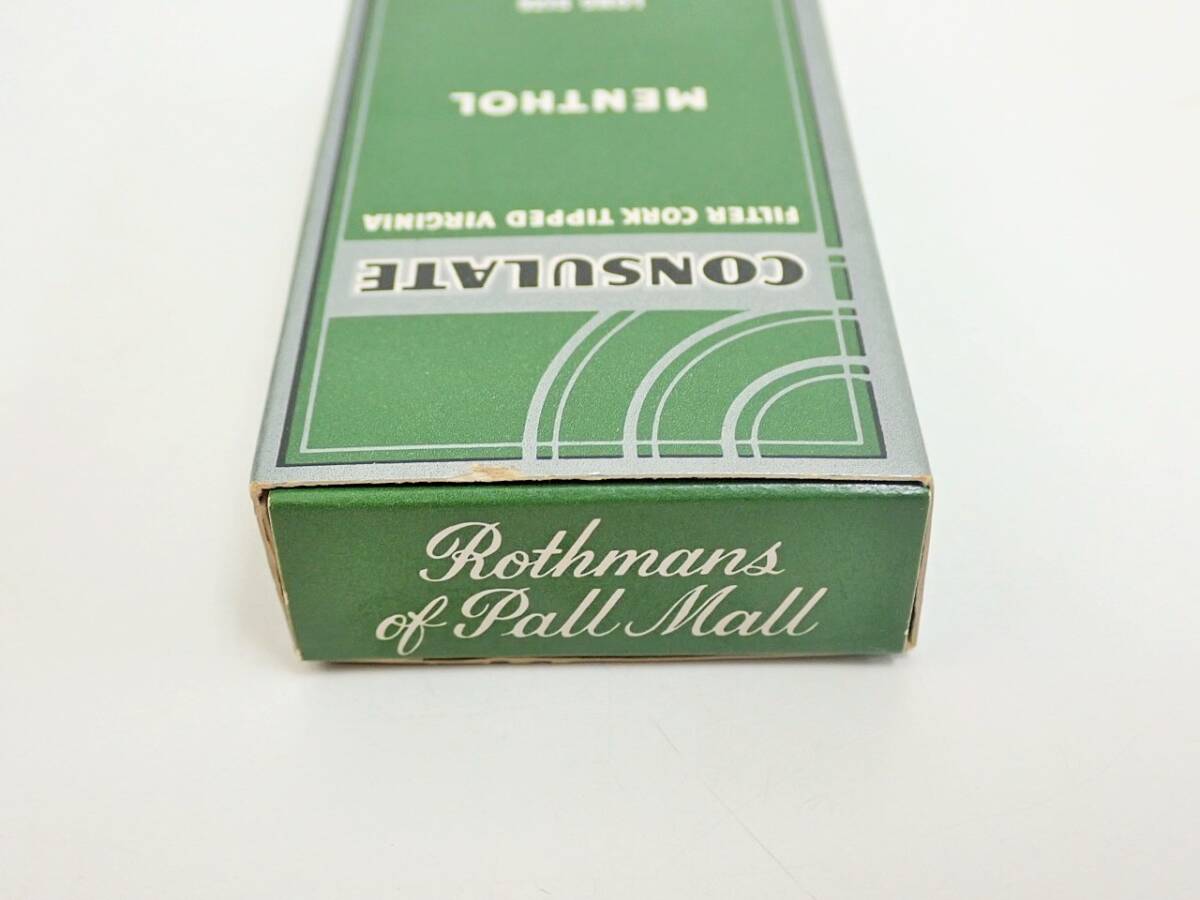 CONSULATE
FILTER CORK TIPPED VIRGINIA
MENTHOL
Rothmans
of Pall Mall